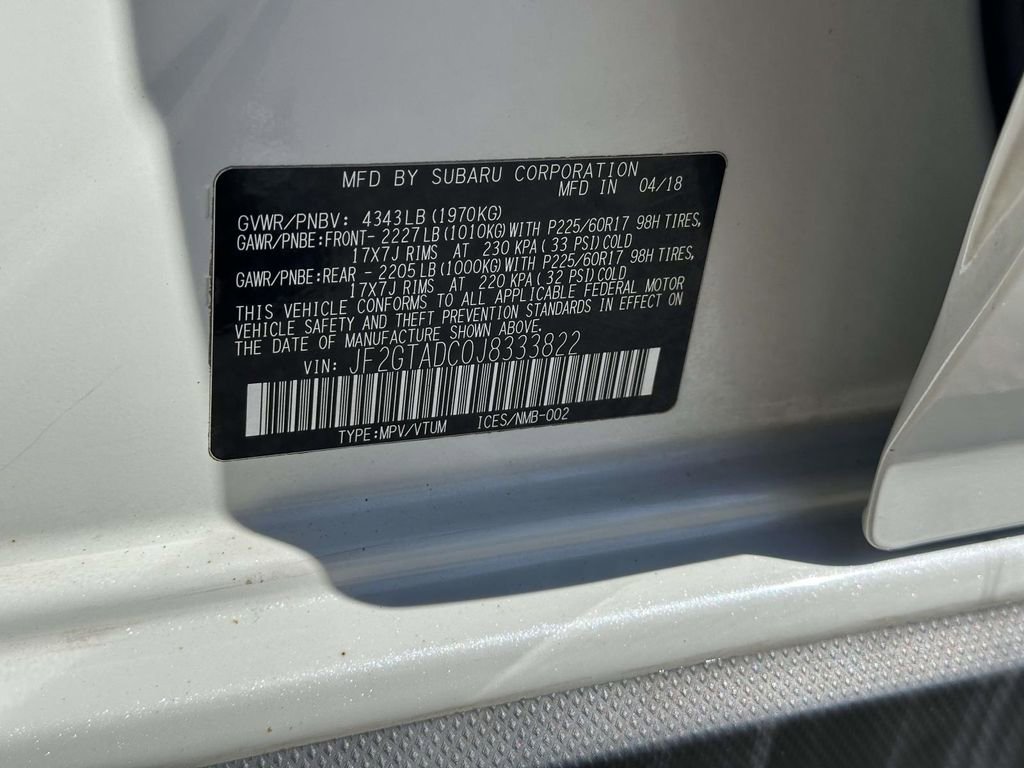 MFD BY SUBARU CORPORATION
MFD IN 04/18
GVWR/PNBV: 4343LB(1970KG)
GAWR/PNBE:FRONT-2227LB(1010KG)WITH P225/60R17 98H TIRES,
17X7J RIMS AT 230 KPA( 33 PSI)COLD
GAWR/PNBE:REAR -2205LB(1000KG)WITH P225/60R17 98H TIRES,
17X7J RIMS AT 220 KPA( 32 PSI)COLD
THIS VEHICLE CONFORMS TO ALL APPLICABLE FEDERAL MOTOR
VEHICLE SAFETY AND THEFT PREVENTION STANDARDS IN EFFECT ON
THE DATE OF MANUFACTURE SHOWN ABOVE.
VIN: JF2GTADC0J8333822
TYPE:MPV/VTUM ICES/NMB-002